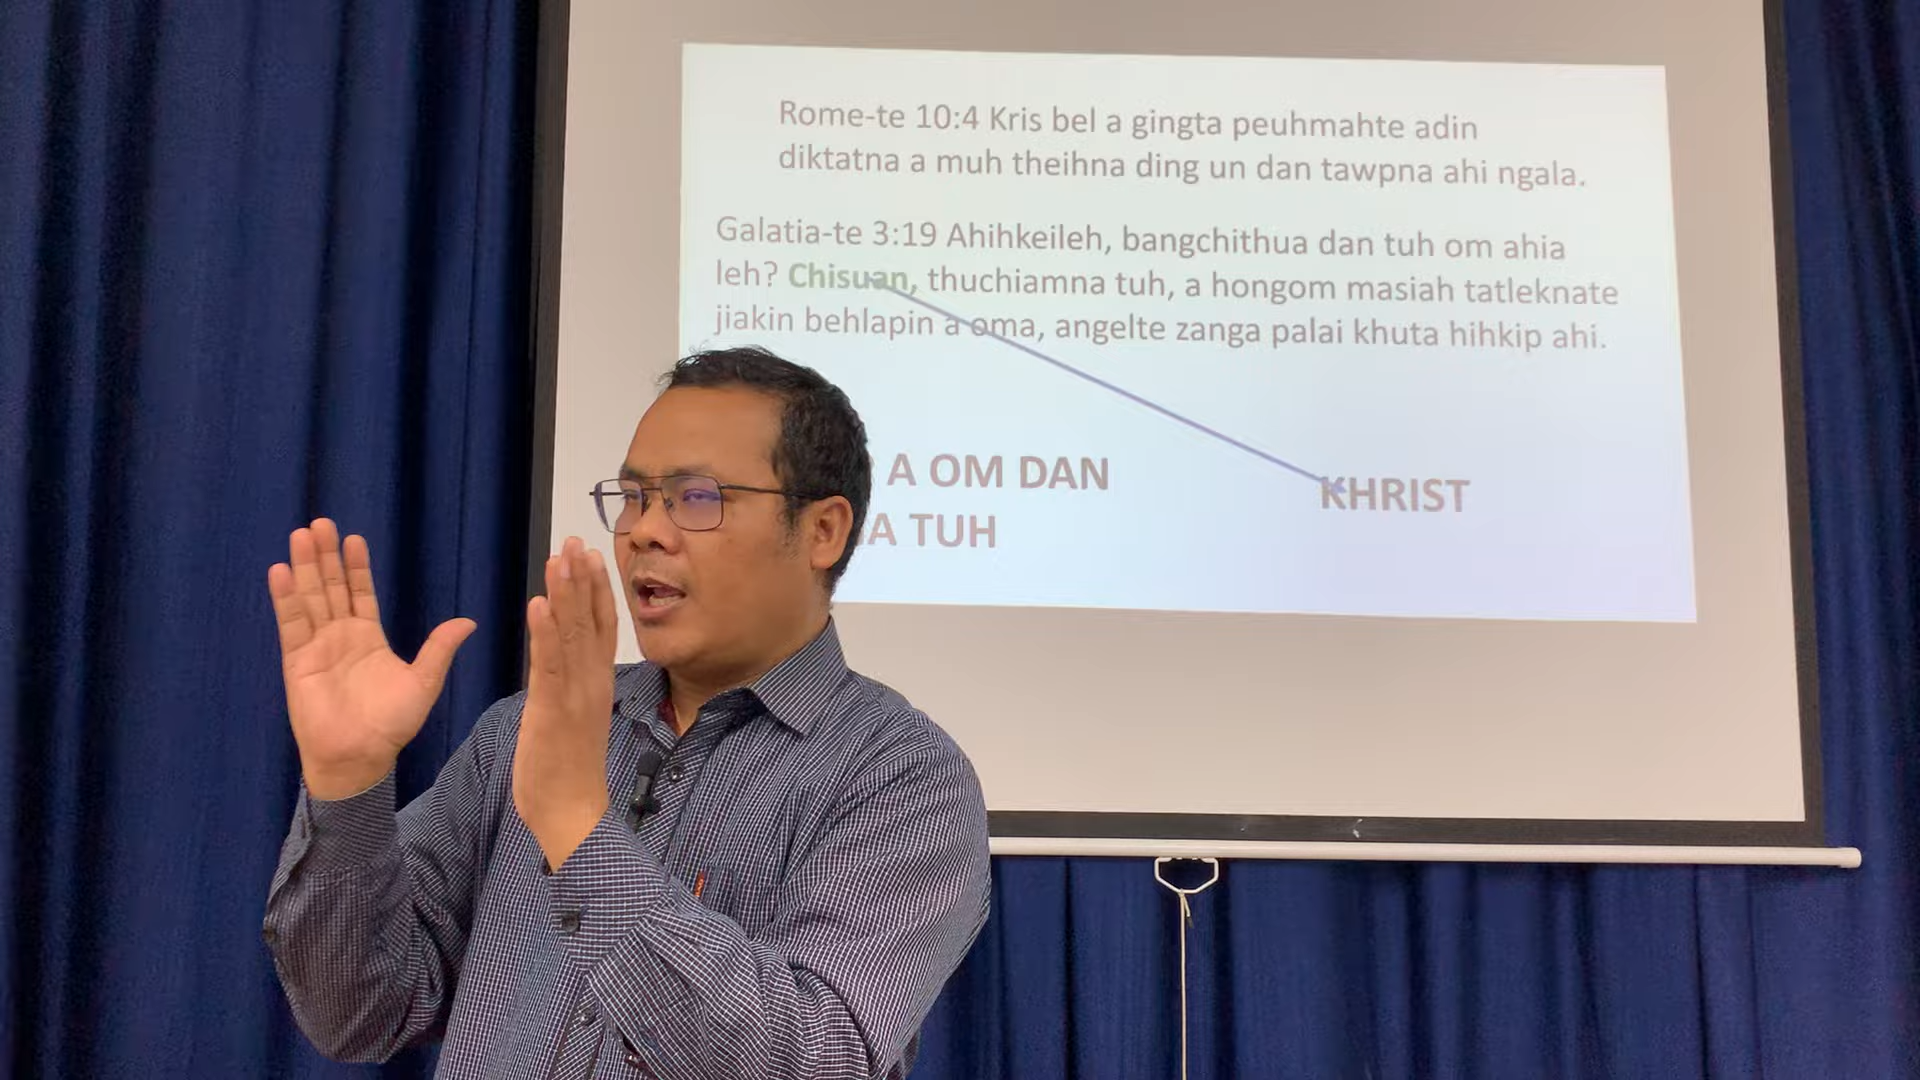 Rome-te 10:4 Kris bel a gingta peuhmahte adin
diktatna a muh theihna ding un dan tawpna ahi ngala.
Galatia-te 3:19 Ahihkeileh, bangchithua dan tuh om ahia
leh? Chisuan, thuchiamna tuh, a hongom masiah tatleknate
jiakin behlapin a oma, angelte zanga palai khuta hihkip ahi.
A OM DAN
TUH
KHRIST